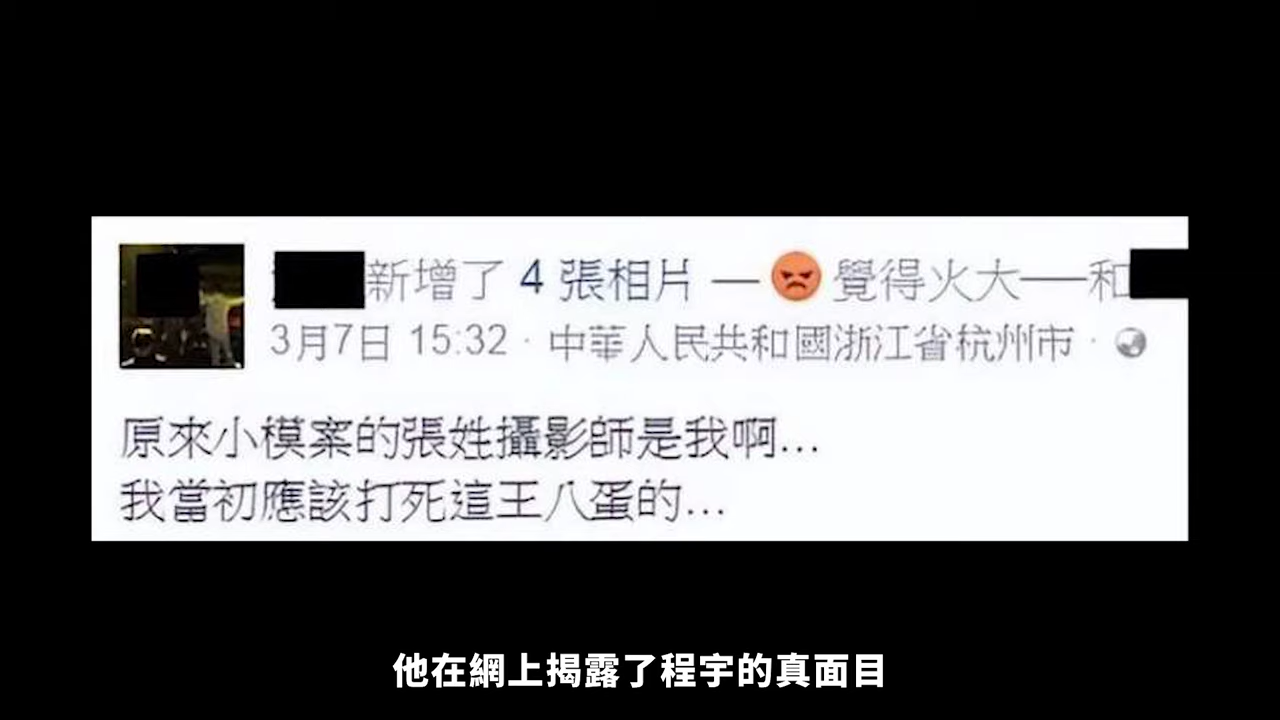 新增了 4 張相片 — 😡 覺得火大——和
3月7日 15:32 · 中華人民共和國浙江省杭州市 ·
原來小模案的張姓攝影師是我啊...
我當初應該打死這王八蛋的...
他在網上揭露了程宇的真面目